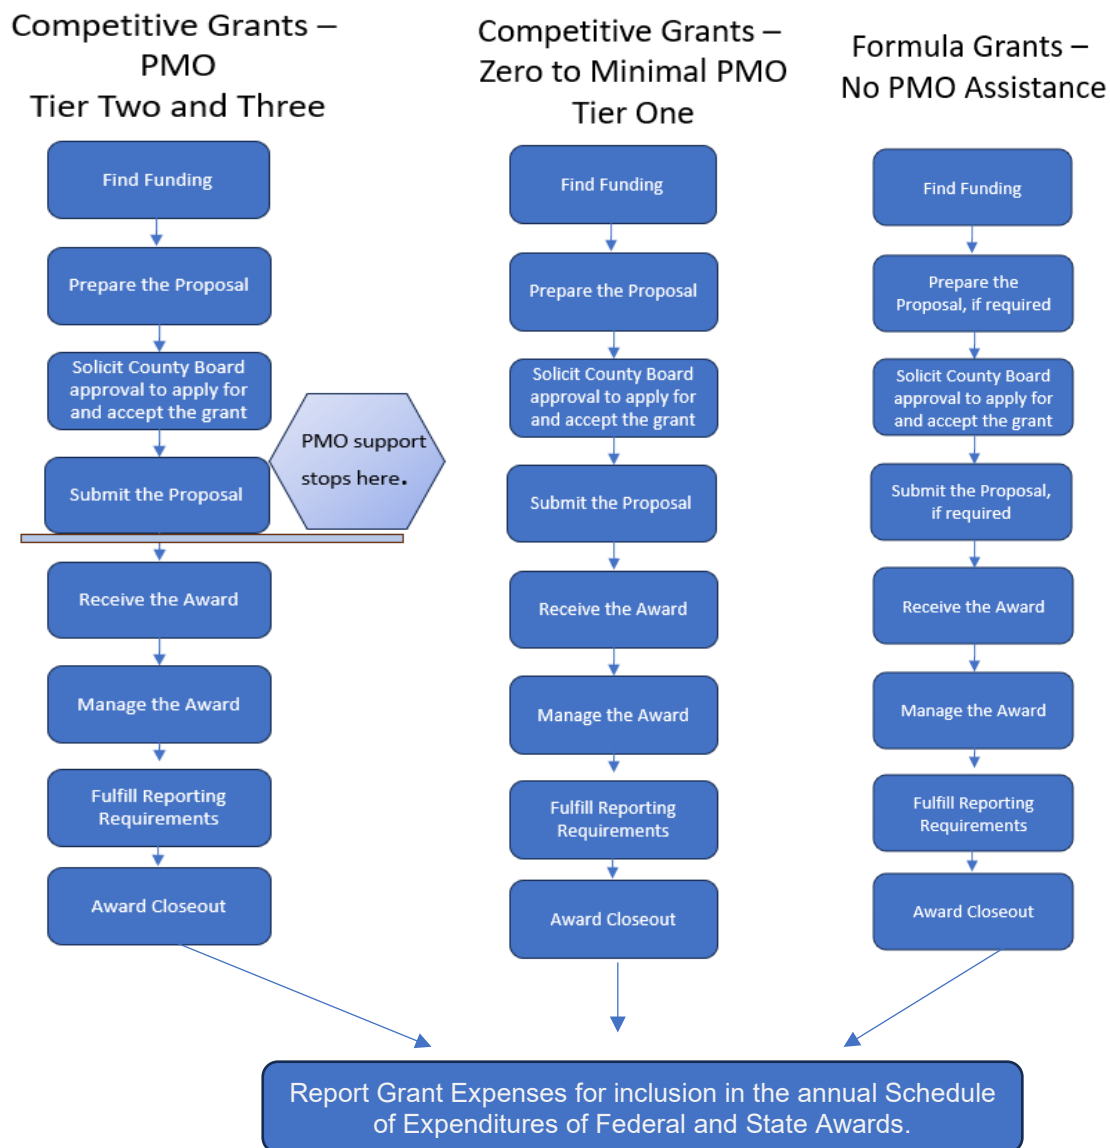 Competitive Grants –
PMO
Tier Two and Three
Find Funding
Prepare the Proposal
Solicit County Board
approval to apply for
and accept the grant
Submit the Proposal
PMO support
stops here.
Receive the Award
Manage the Award
Fulfill Reporting
Requirements
Award Closeout
Competitive Grants –
Zero to Minimal PMO
Tier One
Find Funding
Prepare the Proposal
Solicit County Board
approval to apply for
and accept the grant
Submit the Proposal
Receive the Award
Manage the Award
Fulfill Reporting
Requirements
Award Closeout
Formula Grants –
No PMO Assistance
Find Funding
Prepare the
Proposal, if required
Solicit County Board
approval to apply for
and accept the grant
Submit the Proposal,
if required
Receive the Award
Manage the Award
Fulfill Reporting
Requirements
Award Closeout
Report Grant Expenses for inclusion in the annual Schedule
of Expenditures of Federal and State Awards.